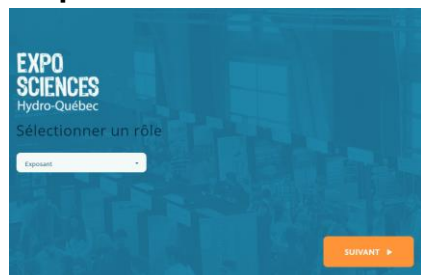 EXPO
SCIENCES
Hydro-Québec
Sélectionner un rôle
Exposant
SUIVANT